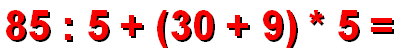 85 : 5 + (30 + 9) * 5 =